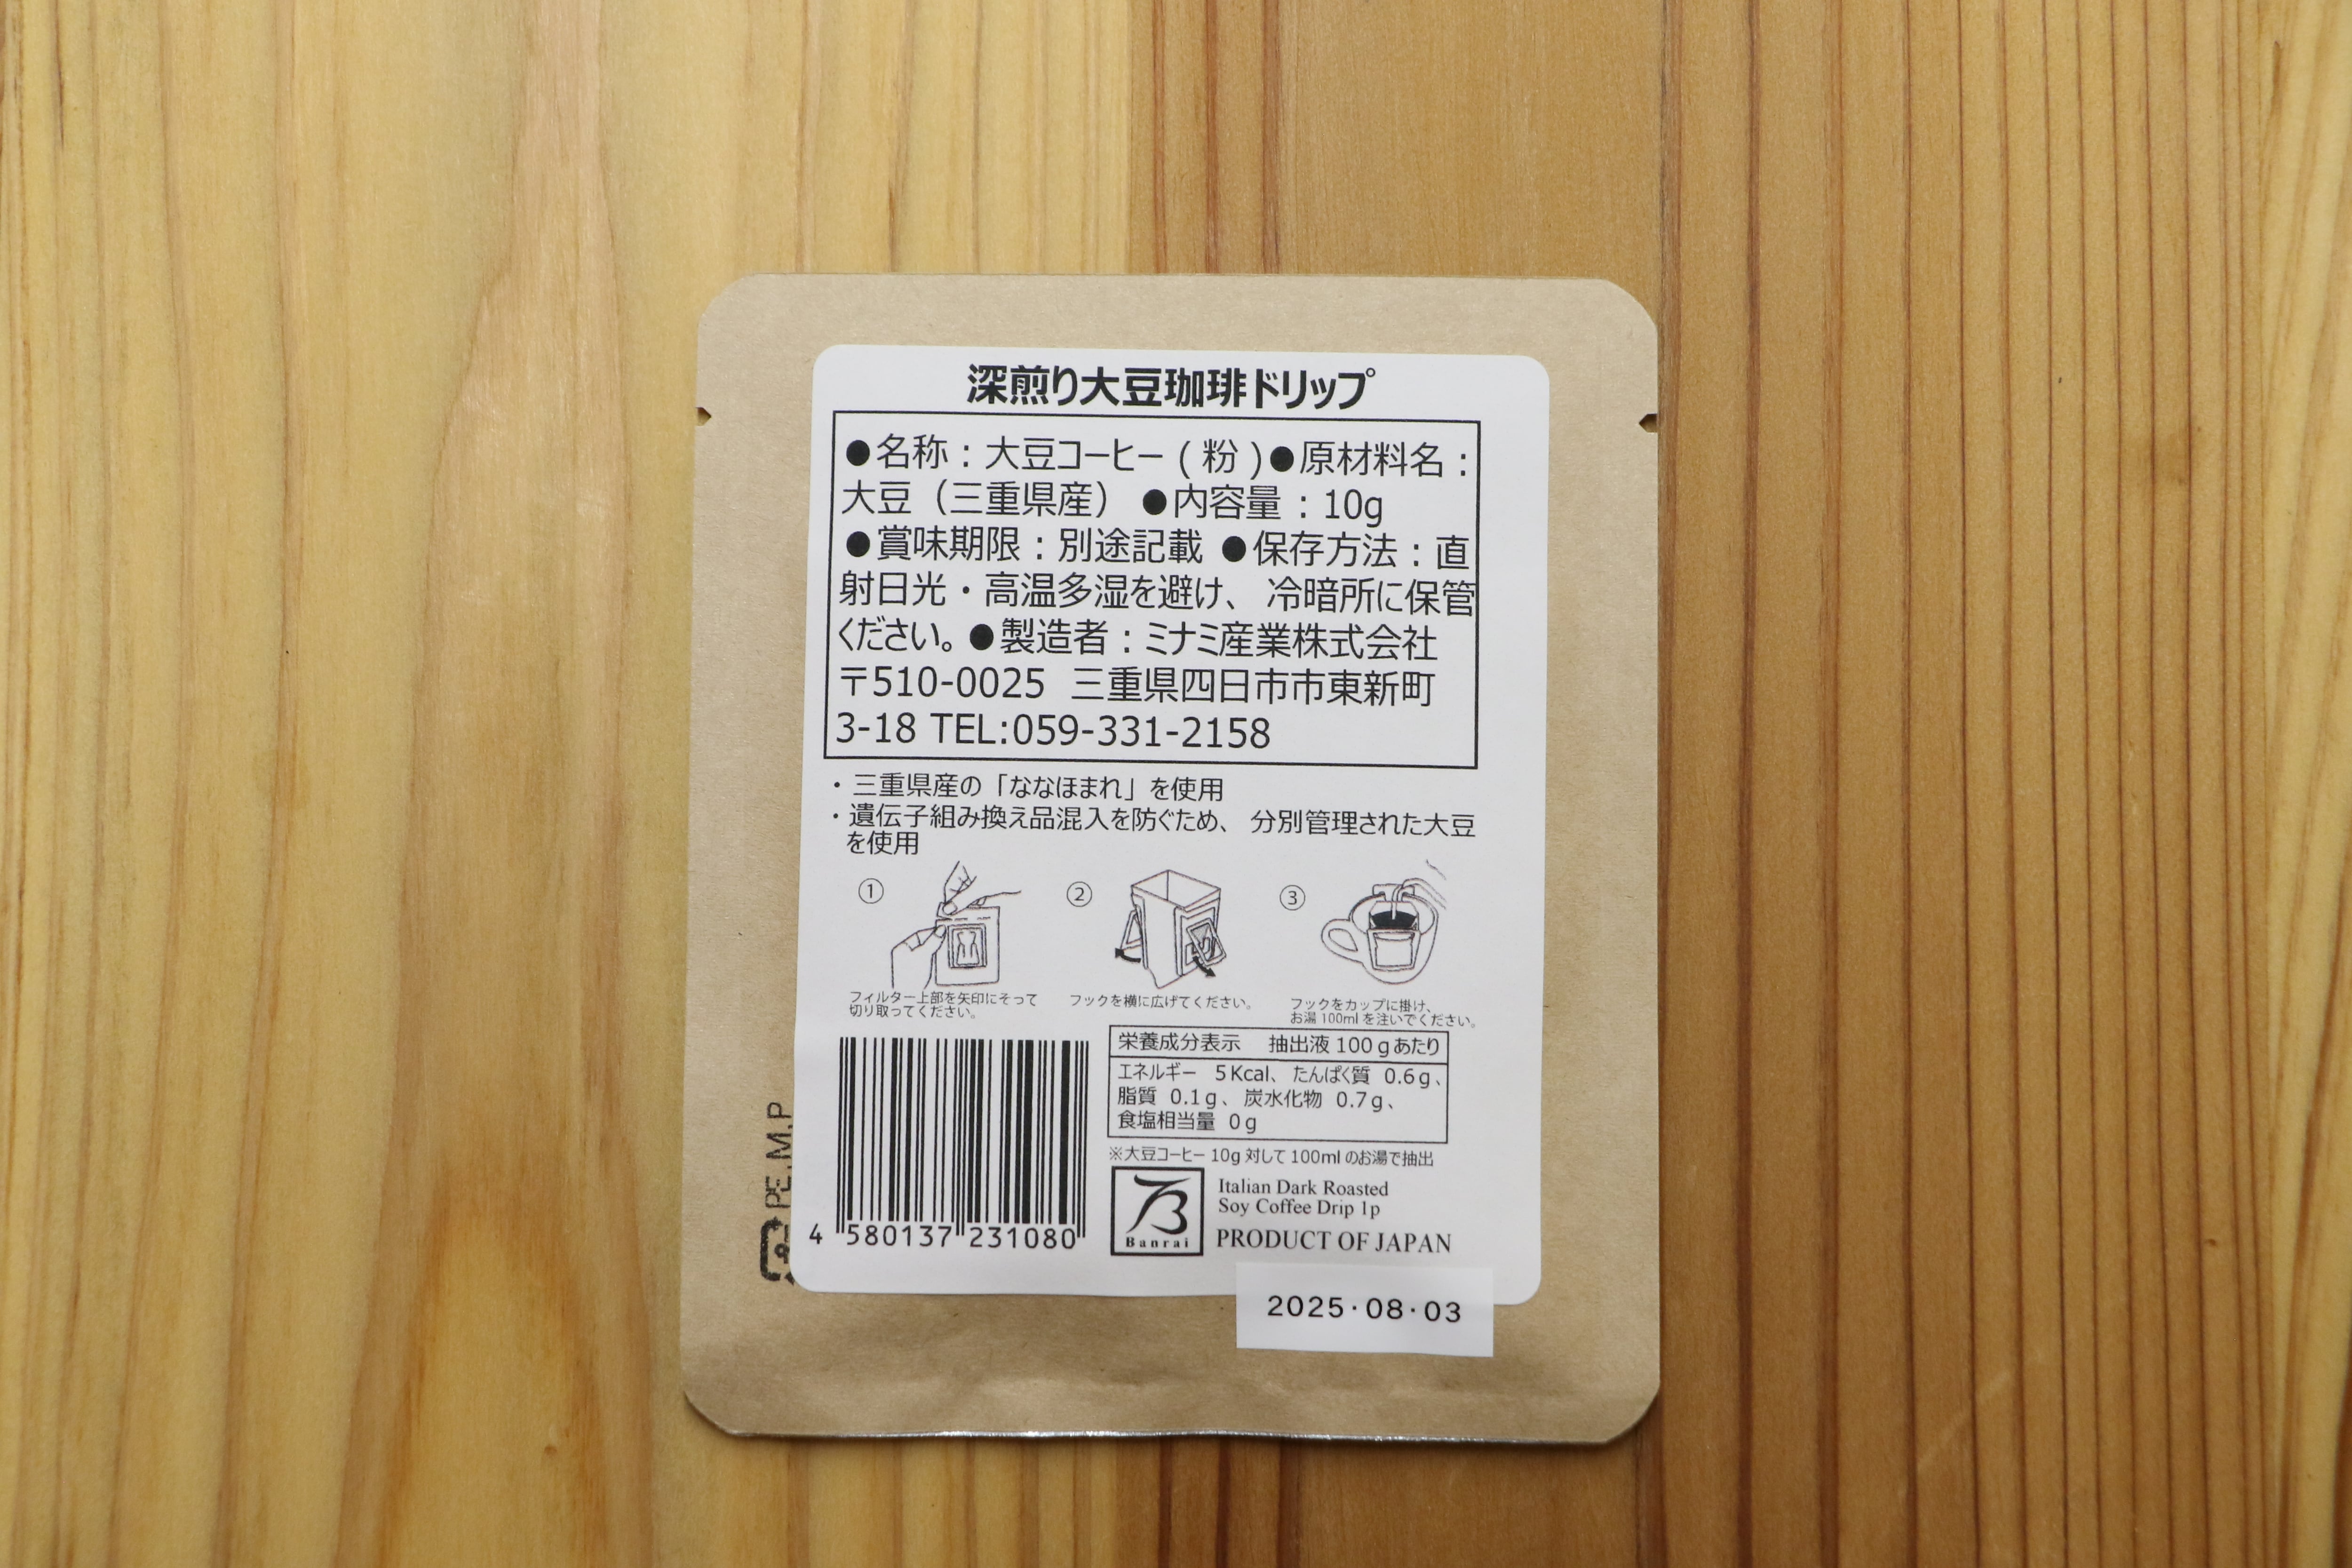 深煎り大豆珈琲ドリップ
●名称：大豆コーヒー(粉)●原材料名：
大豆（三重県産）●内容量：10g
●賞味期限：別途記載 ●保存方法：直
射日光・高温多湿を避け、冷暗所に保管
ください。●製造者：ミナミ産業株式会社
〒510-0025 三重県四日市市東新町
3-18 TEL:059-331-2158
・三重県産の「ななほまれ」を使用
・遺伝子組み換え品混入を防ぐため、分別管理された大豆
を使用
①
フィルター上部を矢印にそって
切り取ってください。
②
フックを横に広げてください。
③
フックをカップに掛け、
お湯100mlを注いでください。
栄養成分表示 抽出液100gあたり
エネルギー 5Kcal、たんぱく質 0.6g、
脂質 0.1g、炭水化物 0.7g、
食塩相当量 0g
※大豆コーヒー10g対して100mlのお湯で抽出
4 580137 231080
Banrai
Italian Dark Roasted
Soy Coffee Drip 1p
PRODUCT OF JAPAN
PE.M.P
2025・08・03